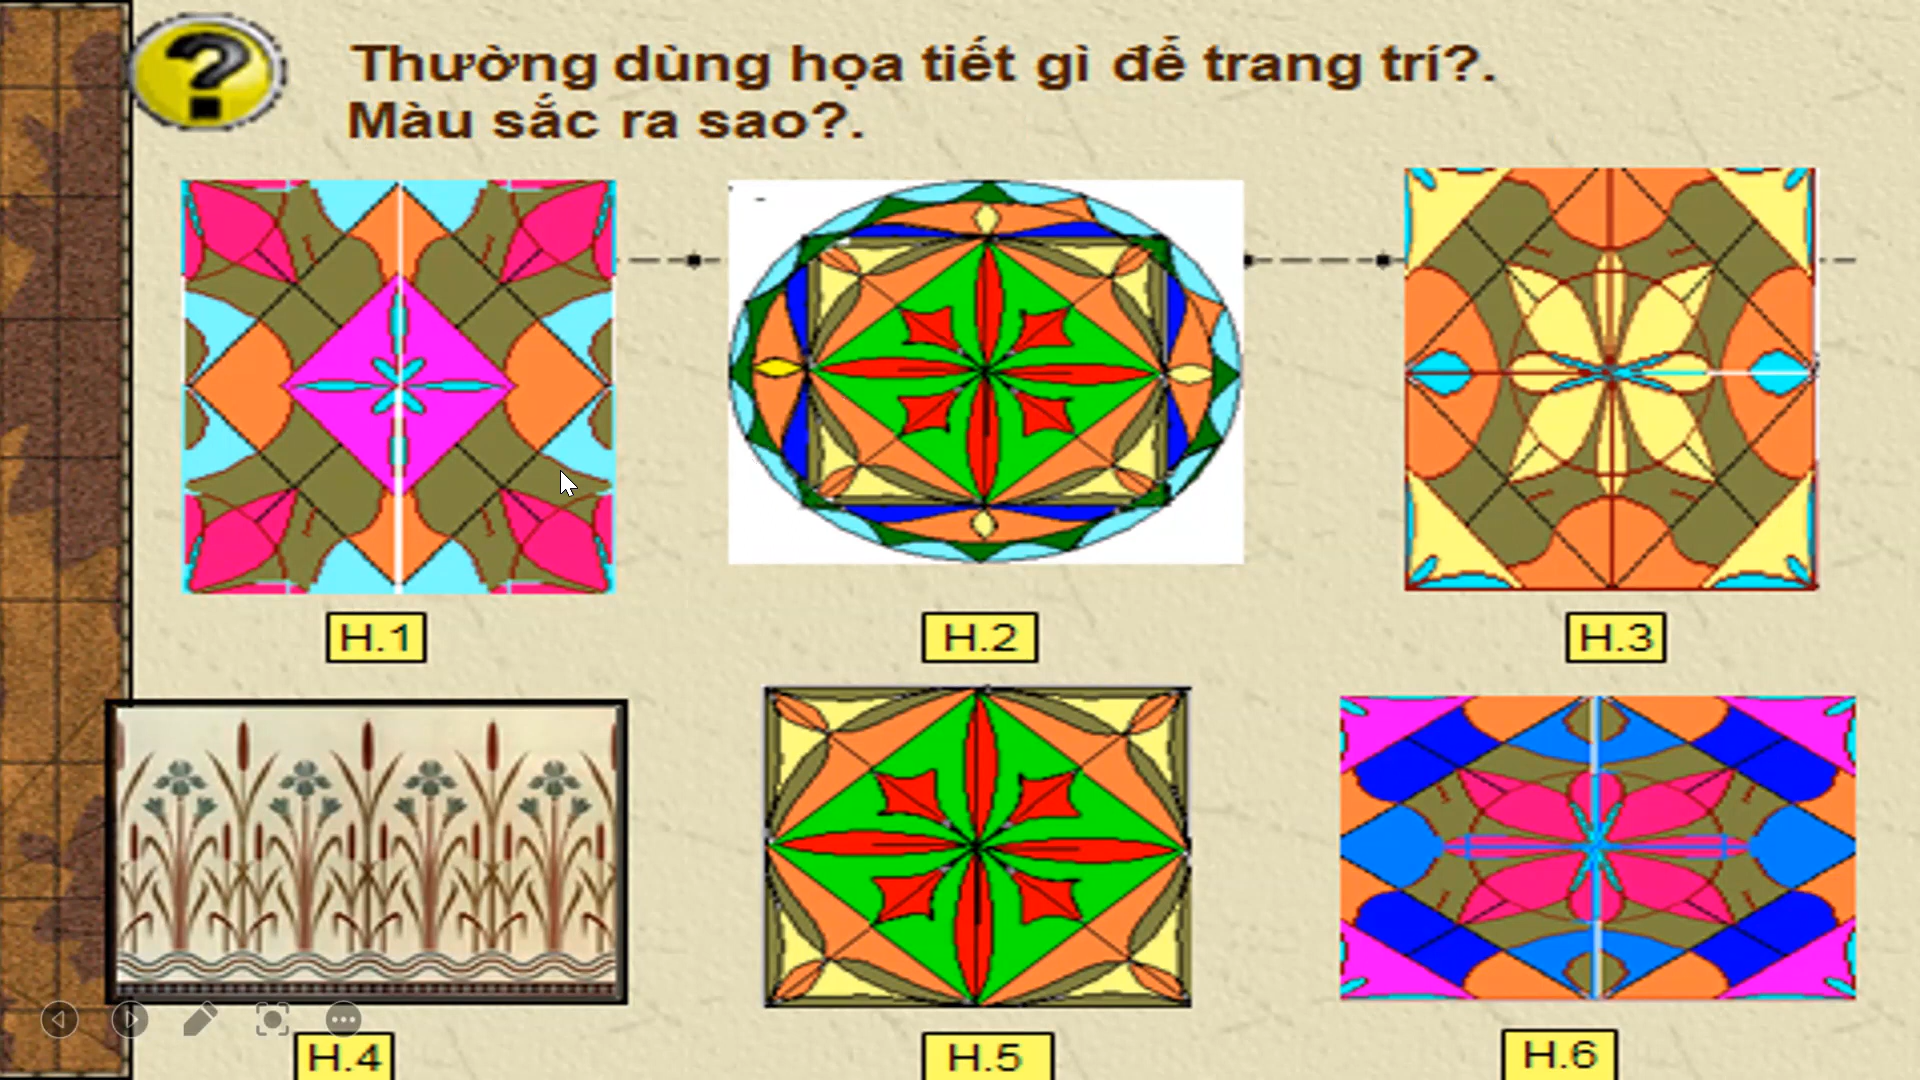 ?
Thường dùng họa tiết gì để trang trí?.
Màu sắc ra sao?.
H.1
H.2
H.3
H.4
H.5
H.6